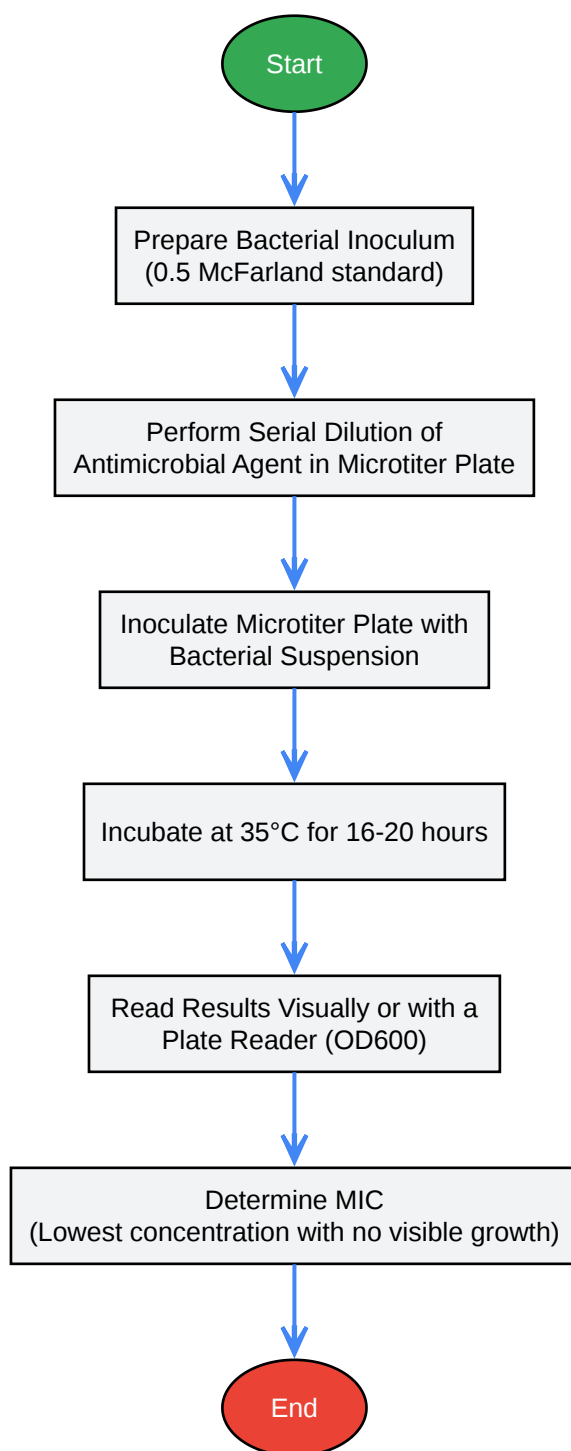 Start
Prepare Bacterial Inoculum
(0.5 McFarland standard)
Perform Serial Dilution of
Antimicrobial Agent in Microtiter Plate
Inoculate Microtiter Plate with
Bacterial Suspension
Incubate at 35°C for 16-20 hours
Read Results Visually or with a
Plate Reader (OD600)
Determine MIC
(Lowest concentration with no visible growth)
End